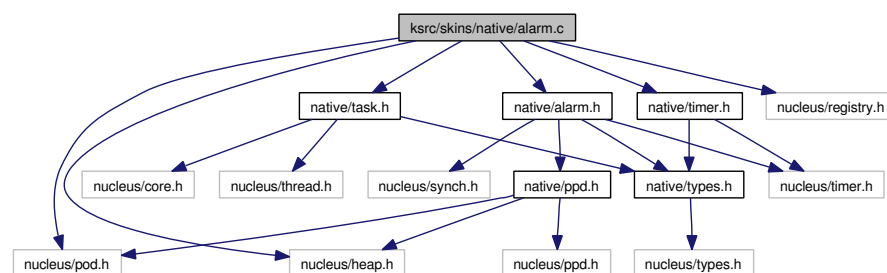 ksrc/skins/native/alarm.c
native/task.h
native/alarm.h
native/timer.h
nucleus/registry.h
nucleus/core.h
nucleus/thread.h
nucleus/synch.h
native/ppd.h
native/types.h
nucleus/timer.h
nucleus/pod.h
nucleus/heap.h
nucleus/ppd.h
nucleus/types.h